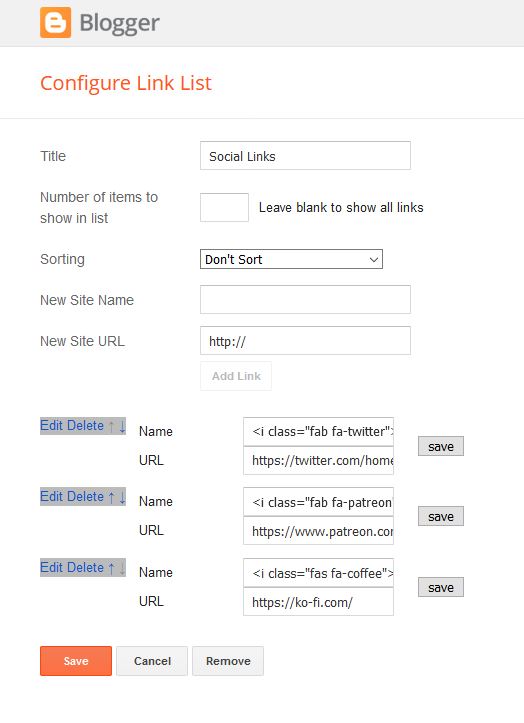 Blogger
Configure Link List
Title Social Links
Number of items to
show in list
Leave blank to show all links
Sorting Don't Sort
New Site Name
New Site URL http://
Add Link
Edit Delete ↑ ↓ Name <i class="fab fa-twitter">
URL https://twitter.com/home
save
Edit Delete ↑ ↓ Name <i class="fab fa-patreon"
URL https://www.patreon.com
save
Edit Delete ↑ ↓ Name <i class="fas fa-coffee">
URL https://ko-fi.com/
save
Save Cancel Remove